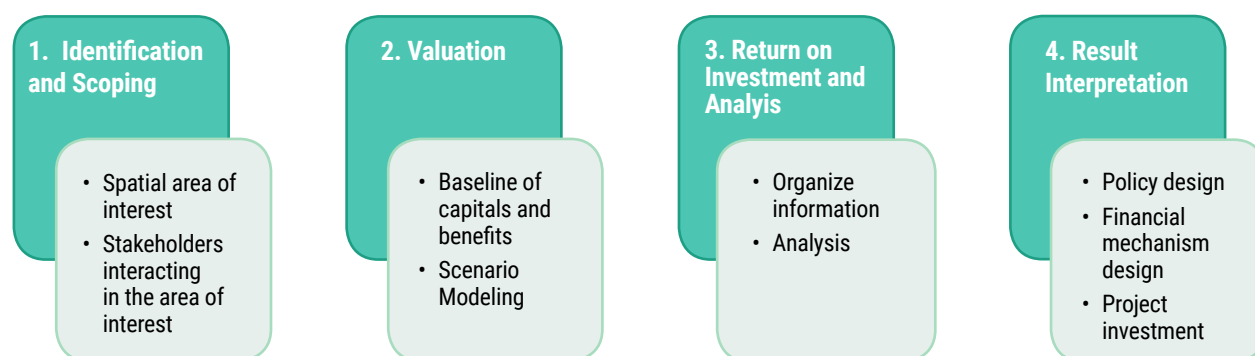 1. Identification
and Scoping
• Spatial area of
interest
• Stakeholders
interacting
in the area of
interest
2. Valuation
• Baseline of
capitals and
benefits
• Scenario
Modeling
3. Return on
Investment and
Analyis
• Organize
information
• Analysis
4. Result
Interpretation
• Policy design
• Financial
mechanism
design
• Project
investment